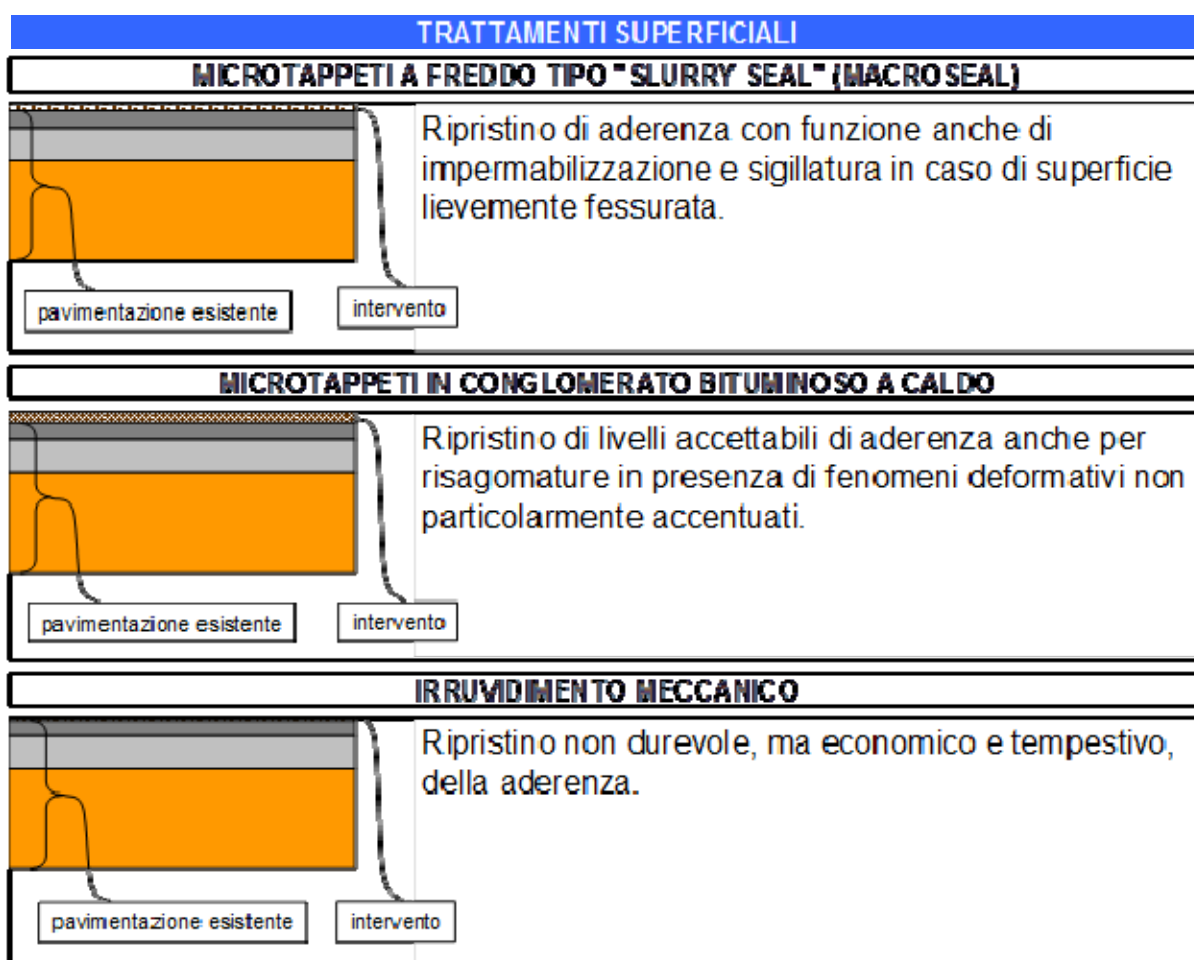 TRATTAMENTI SUPERFICIALI
MICROTAPPETI A FREDDO TIPO "SLURRY SEAL" (MACROSEAL)
Ripristino di aderenza con funzione anche di
impermabilizzazione e sigillatura in caso di superficie
lievemente fessurata.
pavimentazione esistente
intervento
MICROTAPPETI IN CONGLOMERATO BITUMINOSO A CALDO
Ripristino di livelli accettabili di aderenza anche per
risagomature in presenza di fenomeni deformativi non
particolarmente accentuati.
pavimentazione esistente
intervento
IRRUVIDIMENTO MECCANICO
Ripristino non durevole, ma economico e tempestivo,
della aderenza.
pavimentazione esistente
intervento